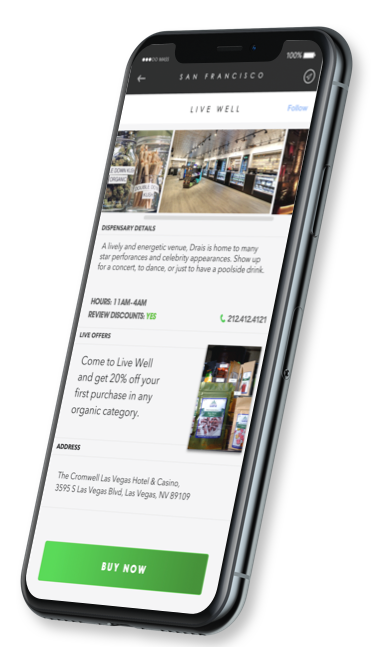 100%
SAN FRANCISCO
LIVE WELL
Follow
DISPENSARY DETAILS
A lively and energetic venue, Drais is home to many
star perforances and celebrity appearances. Show up
for a concert, to dance, or just to have a poolside drink.
HOURS: 11AM-4AM
REVIEW DISCOUNTS: YES
212.412.4121
LIVE OFFERS
Come to Live Well
and get 20% off your
first purchase in any
organic category.
ADDRESS
The Cromwell Las Vegas Hotel & Casino,
3595 S Las Vegas Blvd, Las Vegas, NV 89109
BUY NOW